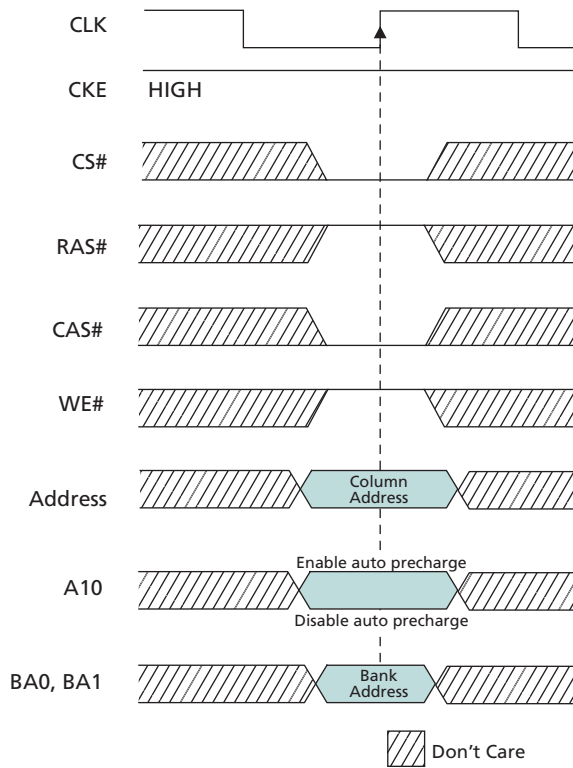 CLK
CKE HIGH
CS#
RAS#
CAS#
WE#
Address
Column
Address
A10
Enable auto precharge
Disable auto precharge
BA0, BA1
Bank
Address
Don't Care